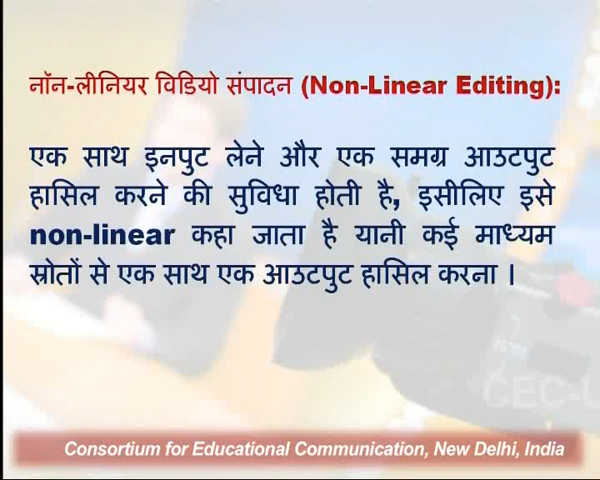 नॉन-लीनियर विडियो संपादन (Non-Linear Editing):
एक साथ इनपुट लेने और एक समग्र आउटपुट
हासिल करने की सुविधा होती है, इसीलिए इसे
non-linear कहा जाता है यानी कई माध्यम
स्रोतों से एक साथ एक आउटपुट हासिल करना ।
CEC-U
Consortium for Educational Communication, New Delhi, India